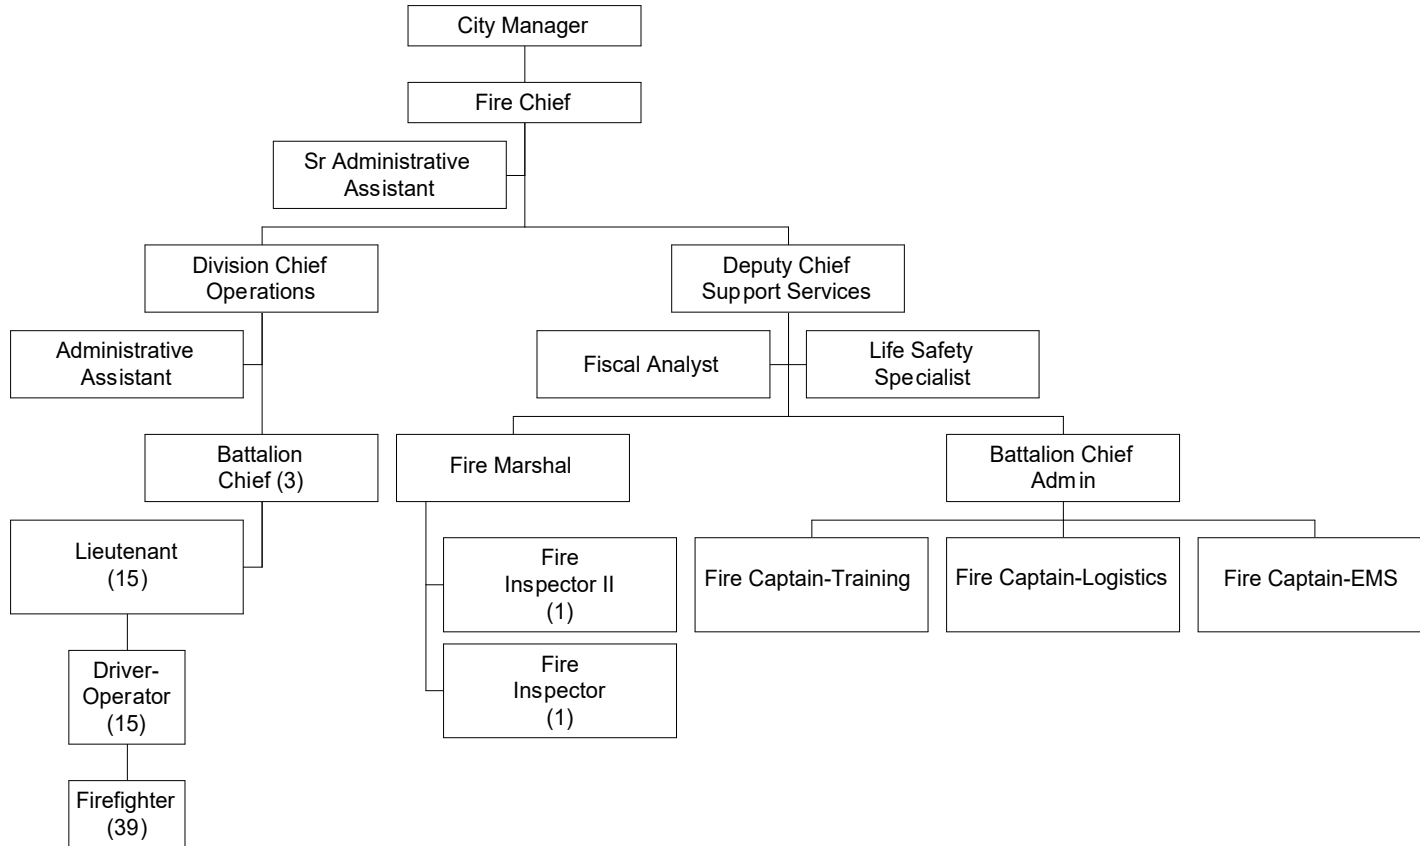 City Manager
Fire Chief
Sr Administrative
Assistant
Division Chief
Operations
Deputy Chief
Support Services
Administrative
Assistant
Fiscal Analyst
Life Safety
Specialist
Battalion
Chief (3)
Fire Marshal
Battalion Chief
Admin
Lieutenant
(15)
Fire
Inspector II
(1)
Fire Captain-Training
Fire Captain-Logistics
Fire Captain-EMS
Driver-
Operator
(15)
Fire
Inspector
(1)
Firefighter
(39)